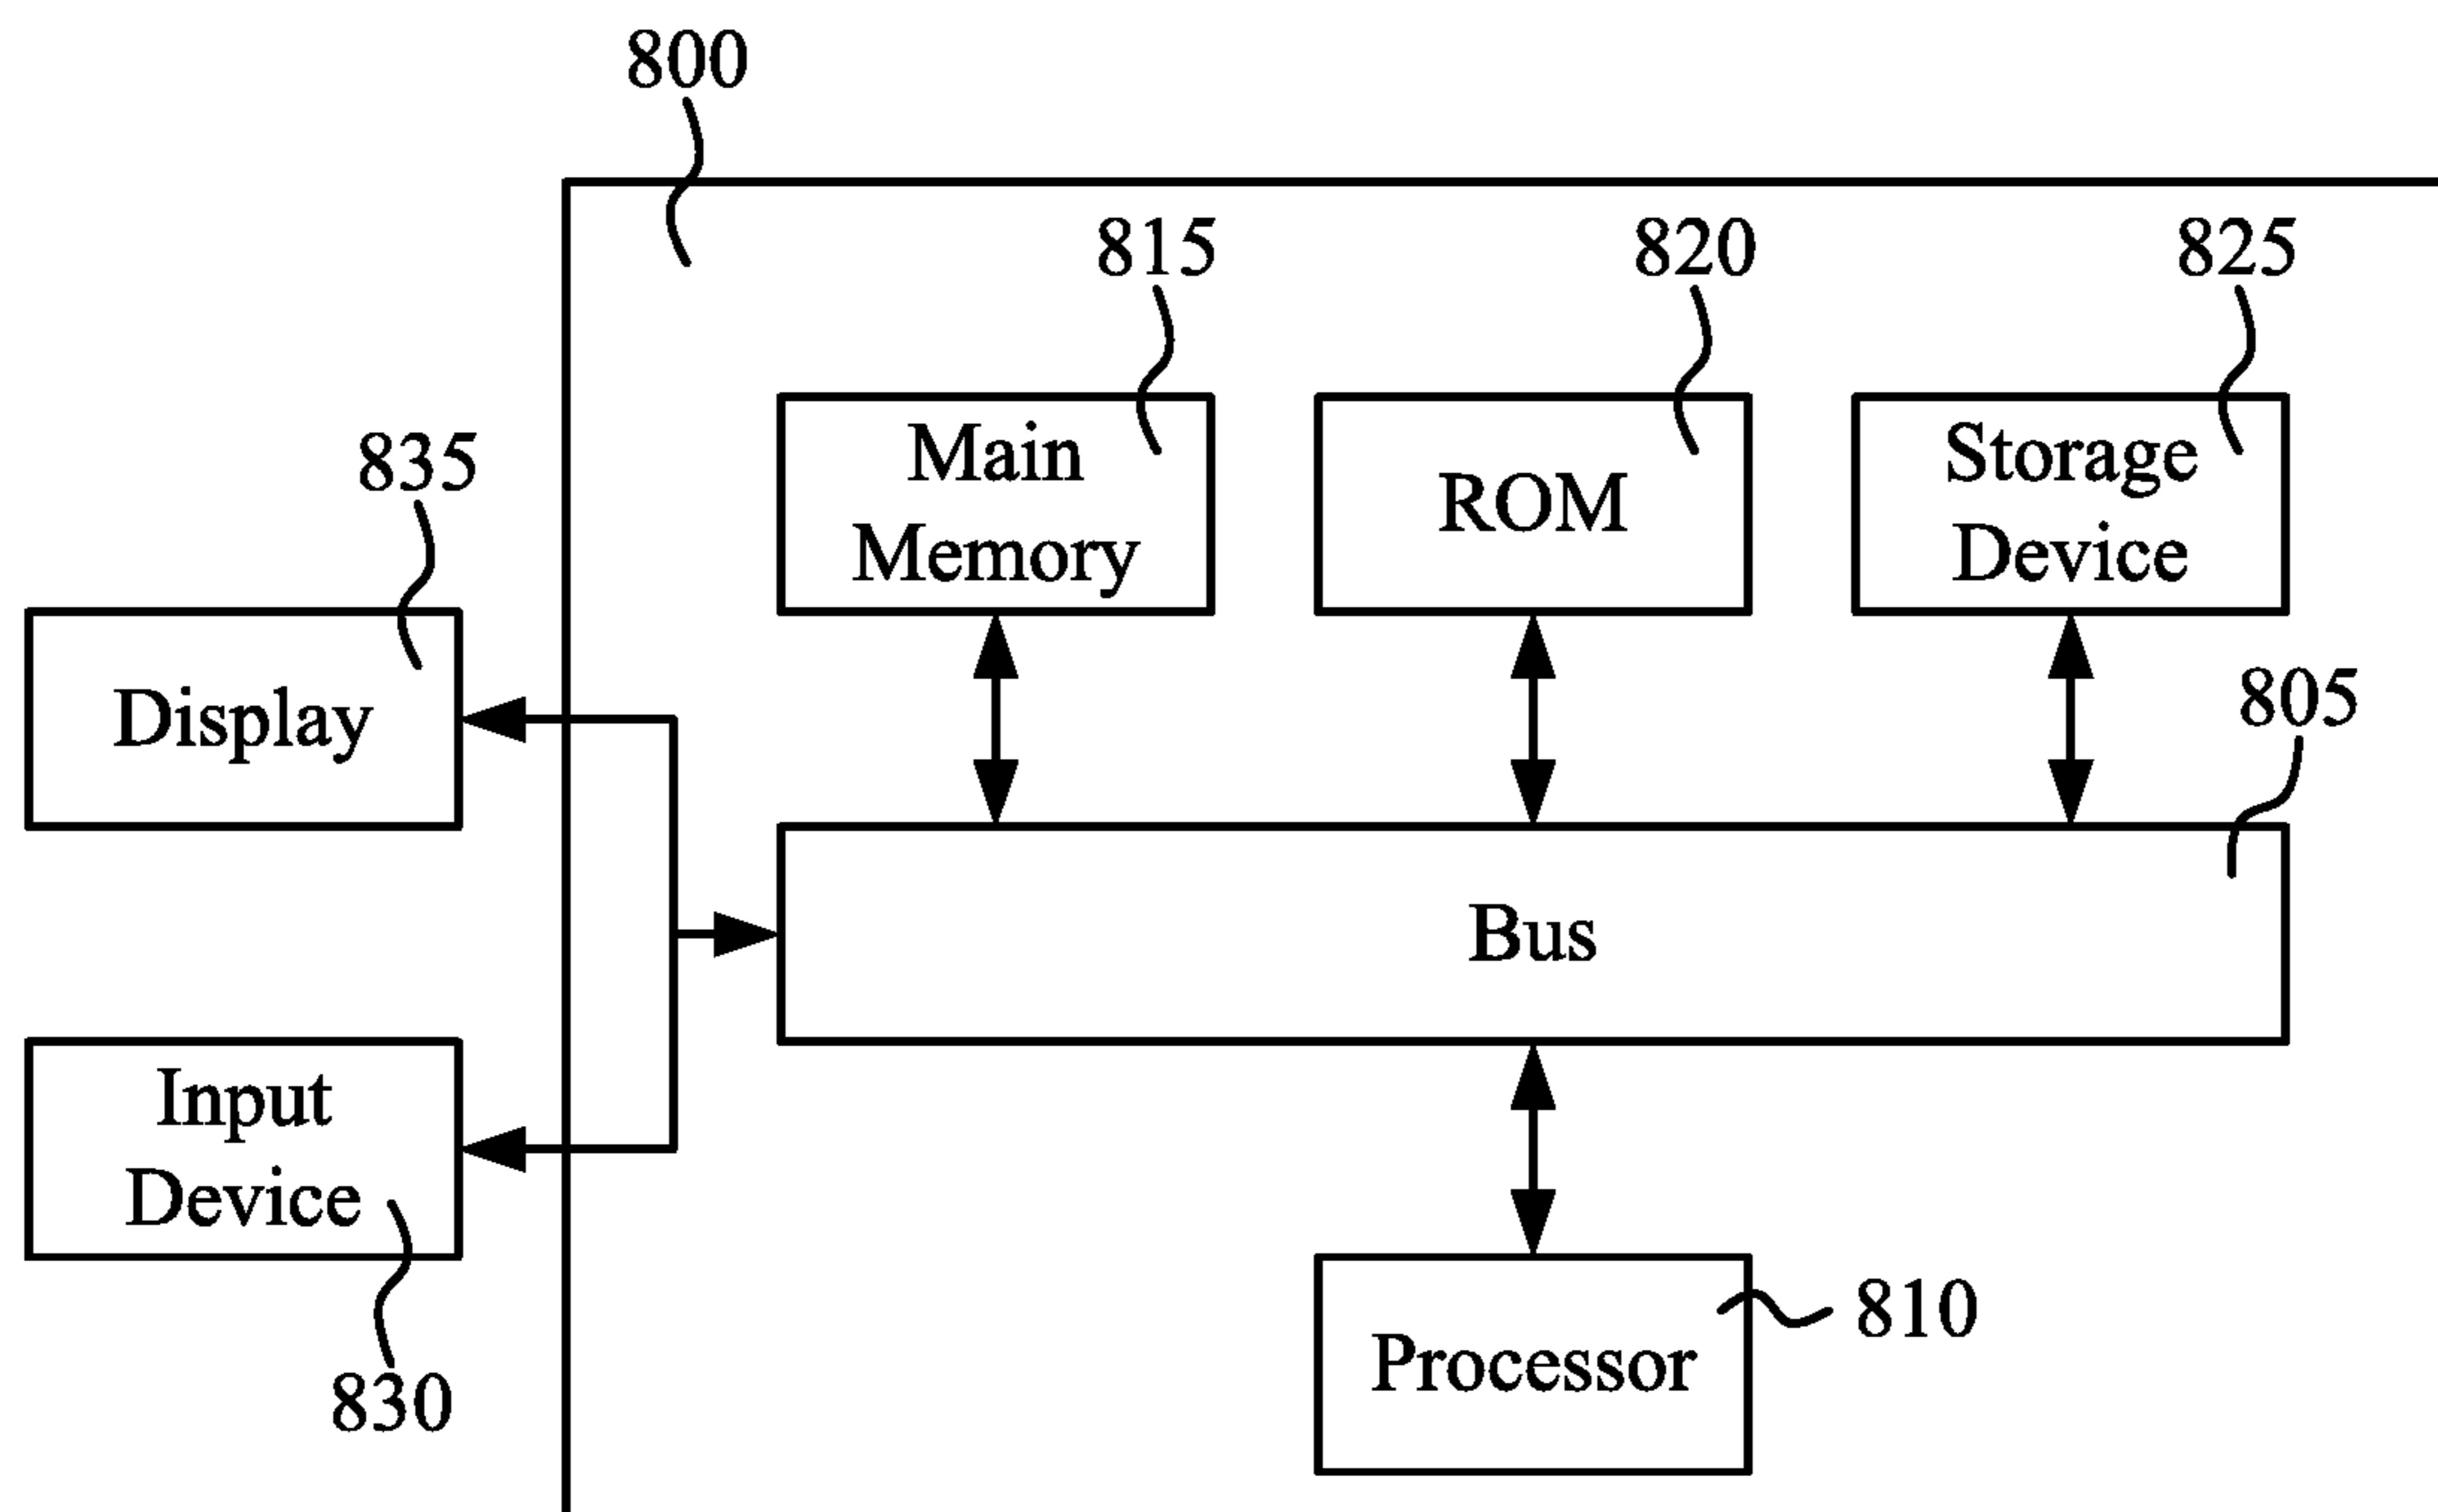 800
815
820
825
Main
Memory
ROM
Storage
Device
835
Display
805
Bus
Input
Device
830
810
Processor